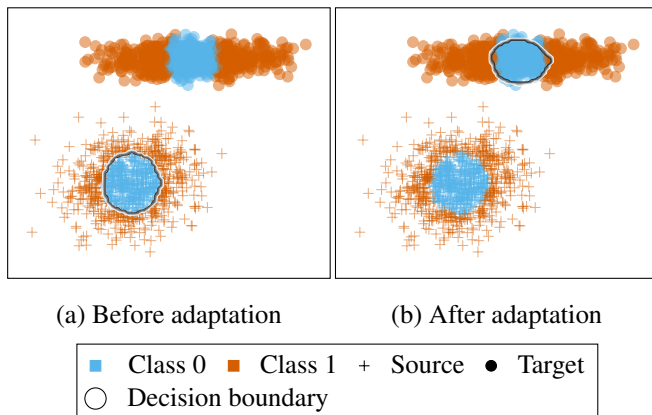 (a) Before adaptation
(b) After adaptation
Class 0 Class 1 Source Target
Decision boundary